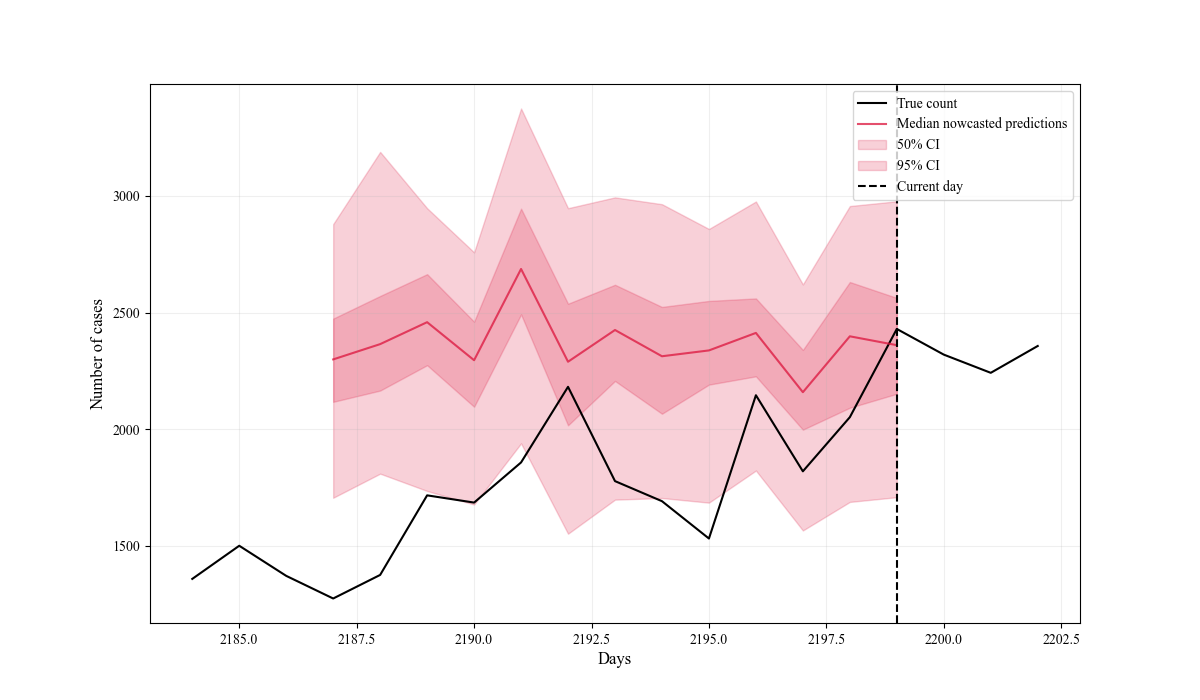 True count
Median nowcasted predictions
50% CI
95% CI
Current day
3000
2500
2000
1500
Number of cases
2185.0 2187.5 2190.0 2192.5 2195.0 2197.5 2200.0 2202.5
Days